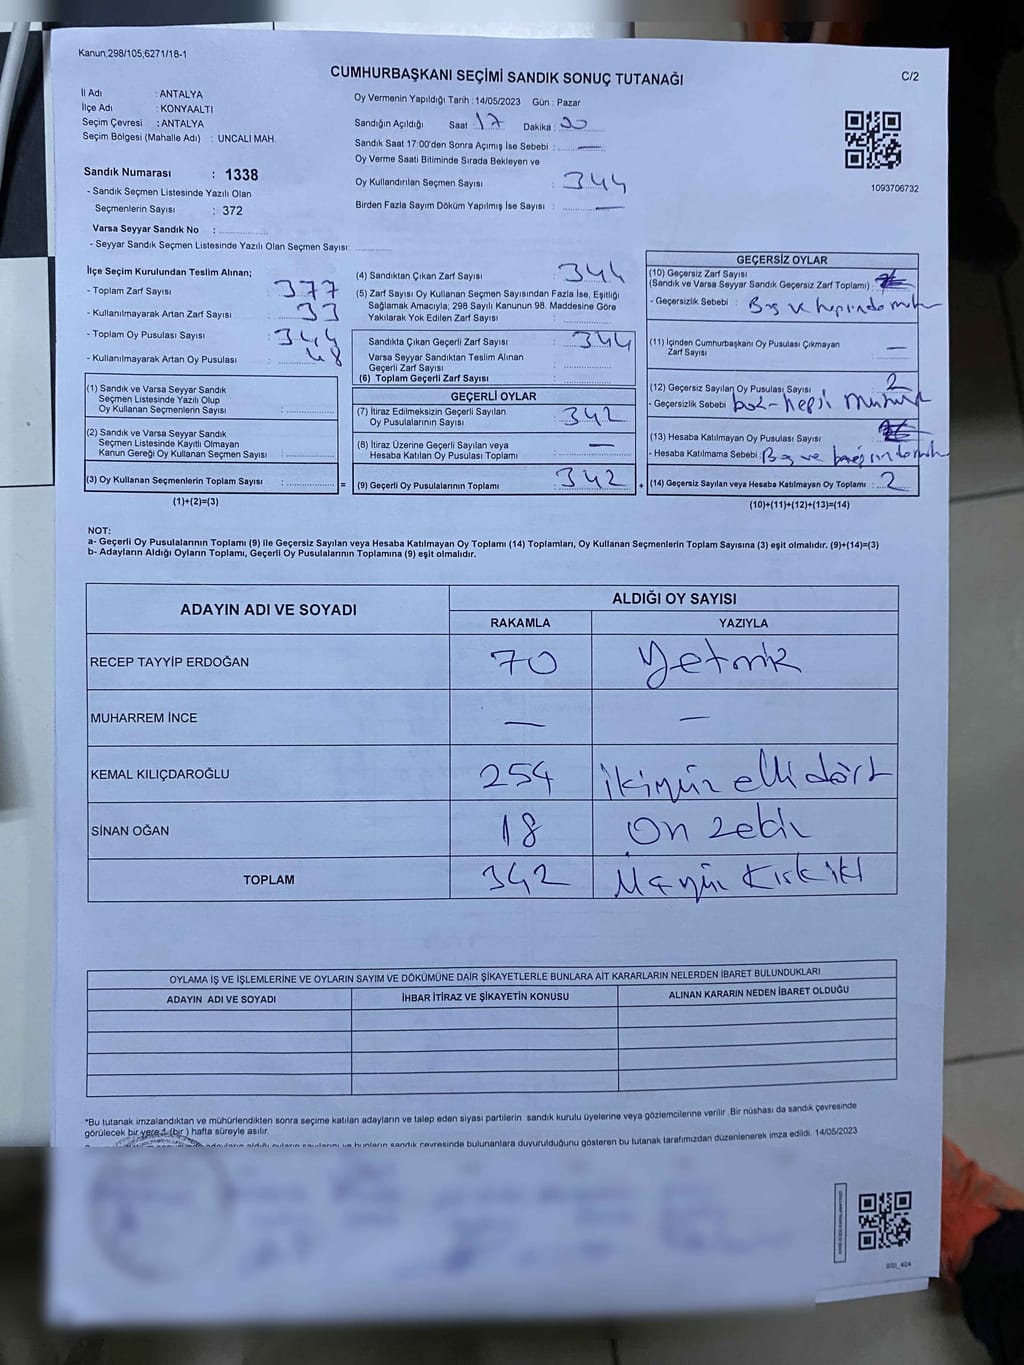 Kanun,298/105;6271/18-1
CUMHURBAŞKANI SEÇİMİ SANDIK SONUÇ TUTANAĞI
C/2
İl Adı : ANTALYA
İlçe Adı : KONYAALTI
Seçim Çevresi : ANTALYA
Seçim Bölgesi (Mahalle Adı) : UNCALI MAH.
Sandık Numarası : 1338
- Sandık Seçmen Listesinde Yazılı Olan
Seçmenlerin Sayısı : 372
Varsa Seyyar Sandık No :
- Seyyar Sandık Seçmen Listesinde Yazılı Olan Seçmen Sayısı:
Oy Vermenin Yapıldığı Tarih : 14/05/2023 Gün : Pazar
Sandığın Açıldığı Saat : 17 Dakika : 20
Sandık Saat 17:00'den Sonra Açımış İse Sebebi : —
Oy Verme Saati Bitiminde Sırada Bekleyen ve
Oy Kullandırılan Seçmen Sayısı : 344
Birden Fazla Sayım Döküm Yapılmış İse Sayısı : —
1093706732
İlçe Seçim Kurulundan Teslim Alınan;
- Toplam Zarf Sayısı : 377
- Kullanılmayarak Artan Zarf Sayısı : 33
- Toplam Oy Pusulası Sayısı : 344
- Kullanılmayarak Artan Oy Pusulası : 48
(1) Sandık ve Varsa Seyyar Sandık
Seçmen Listesinde Yazılı Olup
Oy Kullanan Seçmenlerin Sayısı :
(2) Sandık ve Varsa Seyyar Sandık
Seçmen Listesinde Kayıtlı Olmayan
Kanun Gereği Oy Kullanan Seçmen Sayısı :
(3) Oy Kullanan Seçmenlerin Toplam Sayısı : =
(1)+(2)=(3)
(4) Sandıktan Çıkan Zarf Sayısı : 344
(5) Zarf Sayısı Oy Kullanan Seçmen Sayısından Fazla İse, Eşitliği
Sağlamak Amacıyla; 298 Sayılı Kanunun 98. Maddesine Göre
Yakılarak Yok Edilen Zarf Sayısı :
Sandıkta Çıkan Geçerli Zarf Sayısı : 344
Varsa Seyyar Sandıktan Teslim Alınan
Geçerli Zarf Sayısı :
(6) Toplam Geçerli Zarf Sayısı :
GEÇERLİ OYLAR
(7) İtiraz Edilmeksizin Geçerli Sayılan
Oy Pusulalarının Sayısı : 342
(8) İtiraz Üzerine Geçerli Sayılan veya
Hesaba Katılan Oy Pusulası Toplamı : —
(9) Geçerli Oy Pusulalarının Toplamı : 342 +
GEÇERSİZ OYLAR
(10) Geçersiz Zarf Sayısı
(Sandık ve Varsa Seyyar Sandık Geçersiz Zarf Toplamı) :
- Geçersizlik Sebebi : Boş ve
(11) İçinden Cumhurbaşkanı Oy Pusulası Çıkmayan
Zarf Sayısı : —
(12) Geçersiz Sayılan Oy Pusulası Sayısı : 2
- Geçersizlik Sebebi
(13) Hesaba Katılmayan Oy Pusulası Sayısı :
- Hesaba Katılmama Sebebi : Boş ve
(14) Geçersiz Sayılan veya Hesaba Katılmayan Oy Toplamı : 2
(10)+(11)+(12)+(13)=(14)
NOT:
a- Geçerli Oy Pusulalarının Toplamı (9) ile Geçersiz Sayılan veya Hesaba Katılmayan Oy Toplamı (14) Toplamları, Oy Kullanan Seçmenlerin Toplam Sayısına (3) eşit olmalıdır. (9)+(14)=(3)
b- Adayların Aldığı Oyların Toplamı, Geçerli Oy Pusulalarının Toplamına (9) eşit olmalıdır.
ADAYIN ADI VE SOYADI
ALDIĞI OY SAYISI
RAKAMLA YAZIYLA
RECEP TAYYİP ERDOĞAN 70 Yetmiş
MUHARREM İNCE — —
KEMAL KILIÇDAROĞLU 254 ikiyüz elli dört
SİNAN OĞAN 18 On sekiz
TOPLAM 342 Üçyüz Kırk iki
OYLAMA İŞ VE İŞLEMLERİNE VE OYLARIN SAYIM VE DÖKÜMÜNE DAİR ŞİKAYETLERLE BUNLARA AİT KARARLARIN NELERDEN İBARET BULUNDUKLARI
ADAYIN ADI VE SOYADI İHBAR İTİRAZ VE ŞİKAYETİN KONUSU ALINAN KARARIN NEDEN İBARET OLDUĞU
*Bu tutanak imzalandıktan ve mühürlendikten sonra seçime katılan adayların ve talep eden siyasi partilerin sandık kurulu üyelerine veya gözlemcilerine verilir .Bir nüshası da sandık çevresinde
görülecek bir yere 1 (bir ) hafta süreyle asılır.
bulunanlara duyurulduğunu gösteren bu tutanak tarafımızdan düzenlenerek imza edildi. 14/05/2023
SSI_404